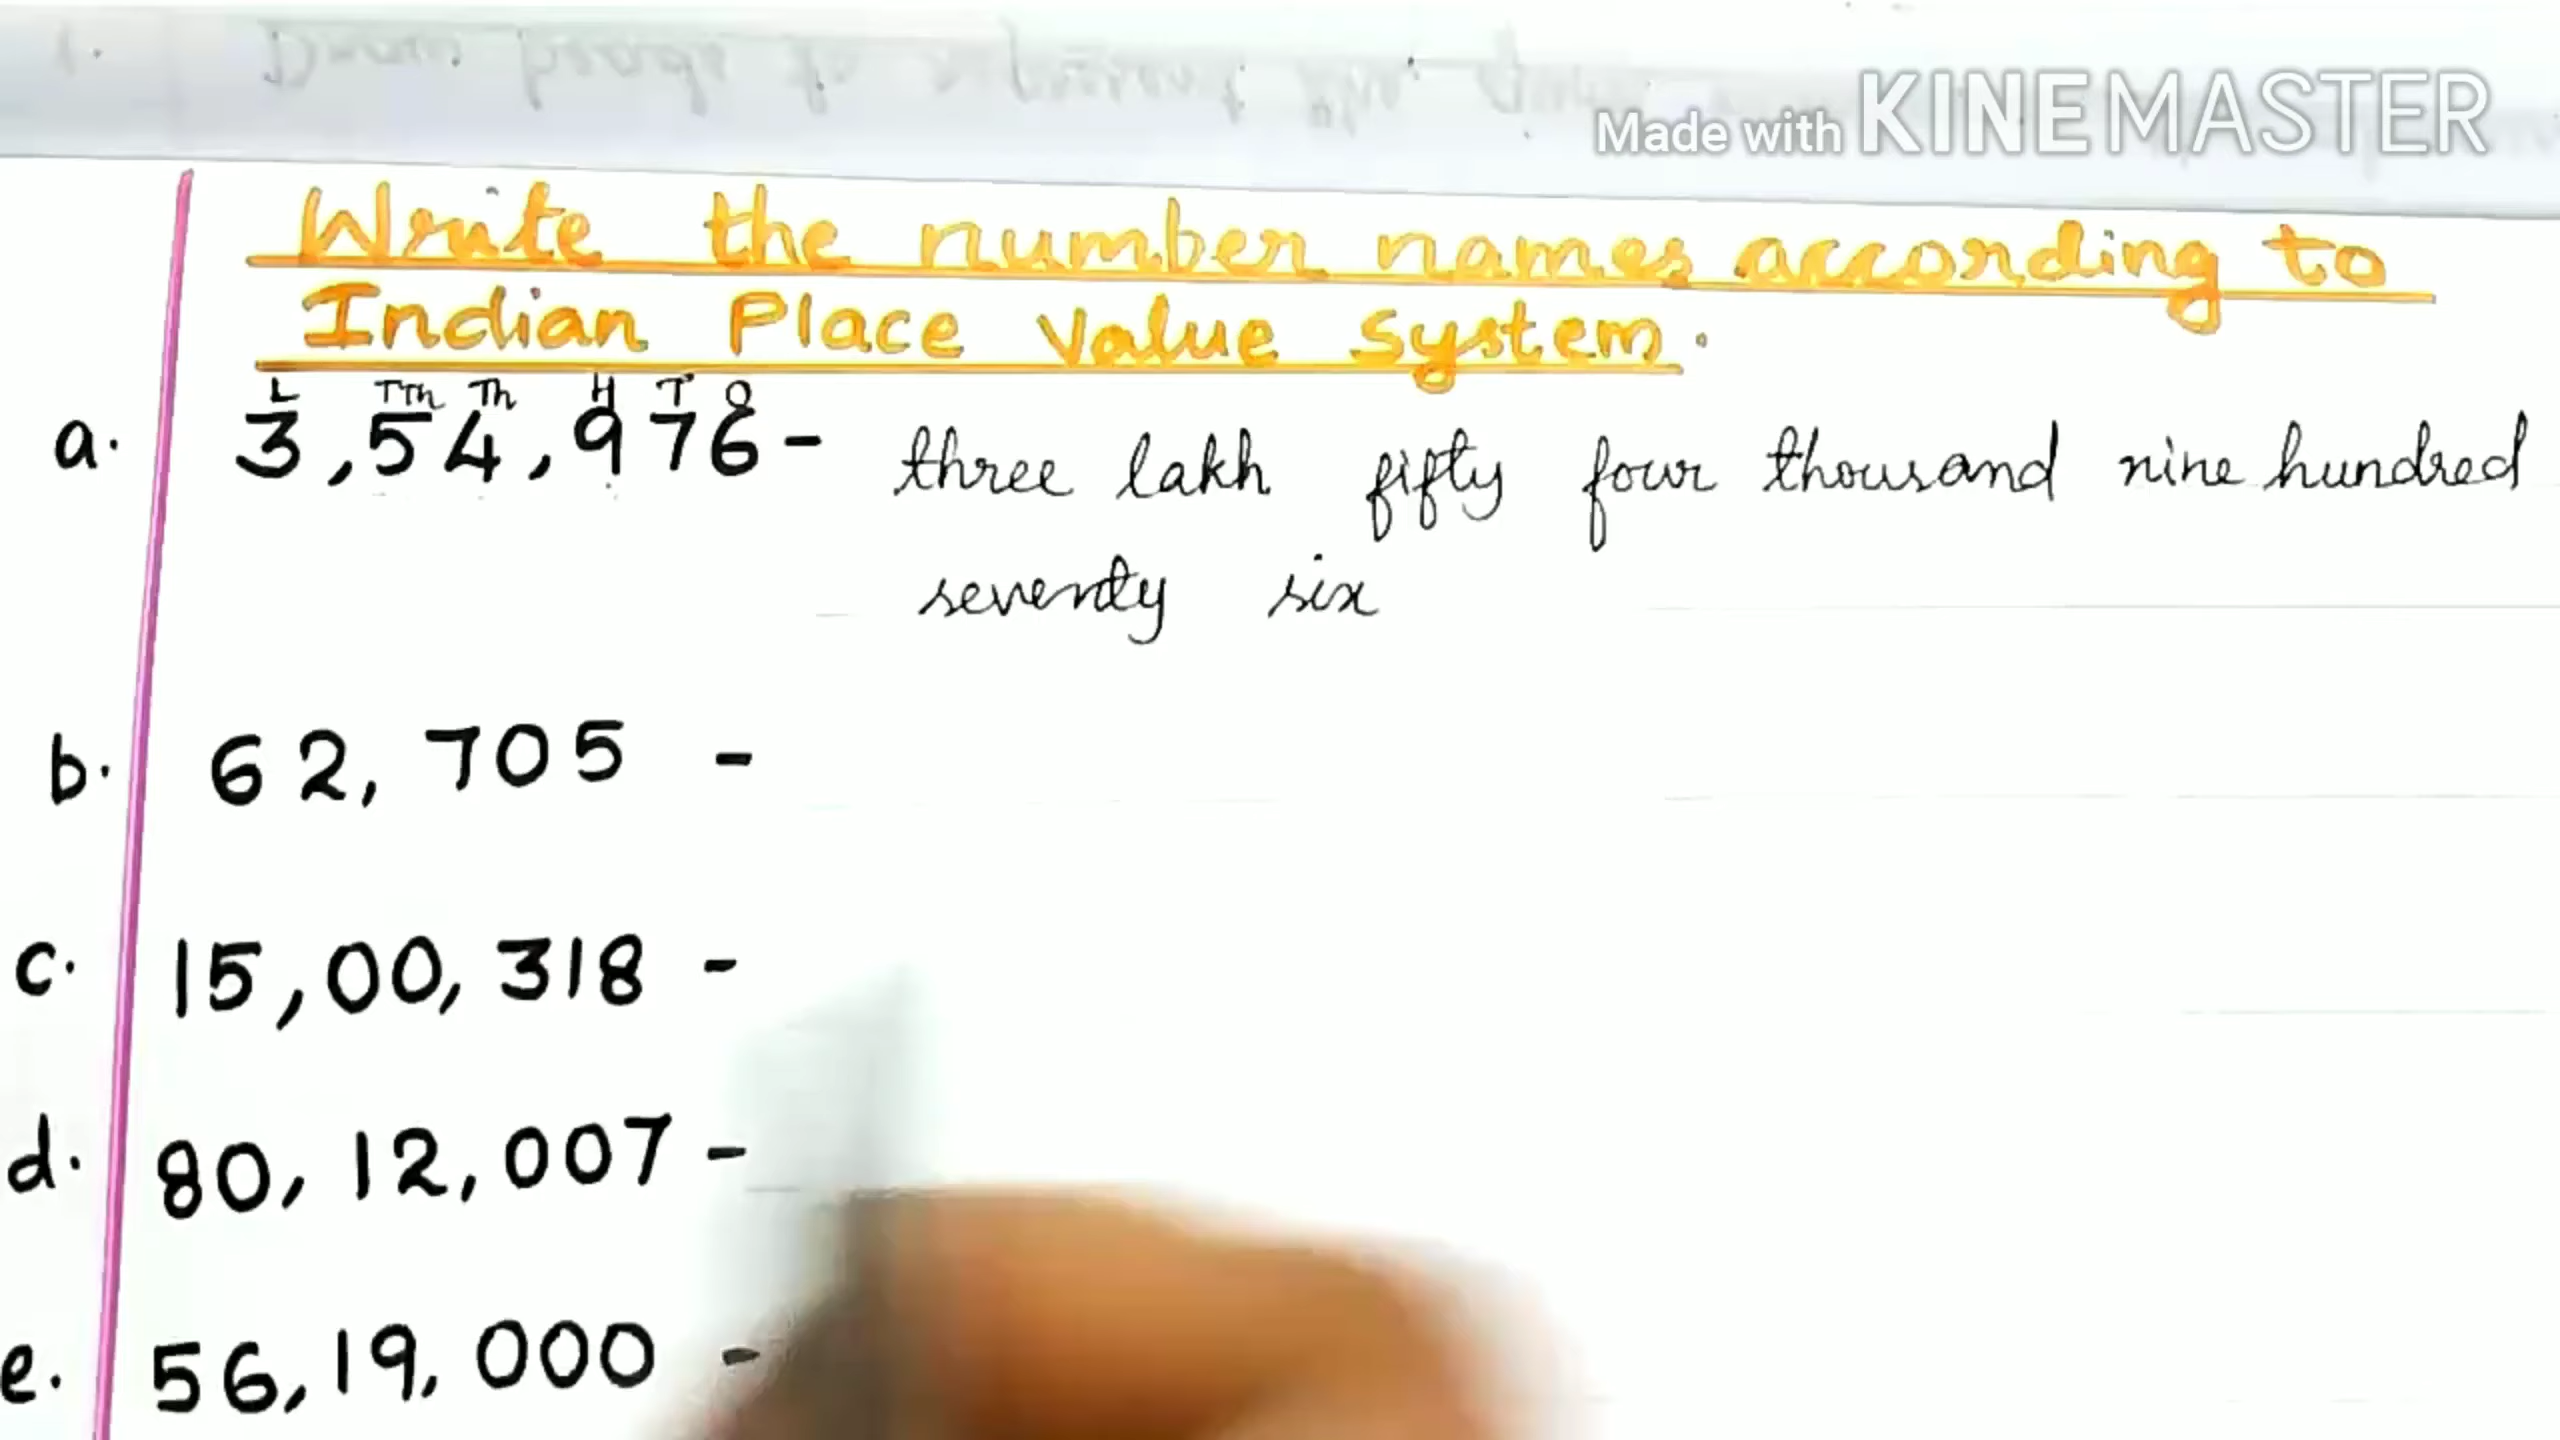 Made with KINEMASTER
Write the number names according to
Indian Place Value System.
L TTh Th H T O
a. 3,54,976 - three lakh fifty four thousand nine hundred
seventy six
b. 62,705 -
c. 15,00,318 -
d. 80,12,007 -
e. 56,19,000 -